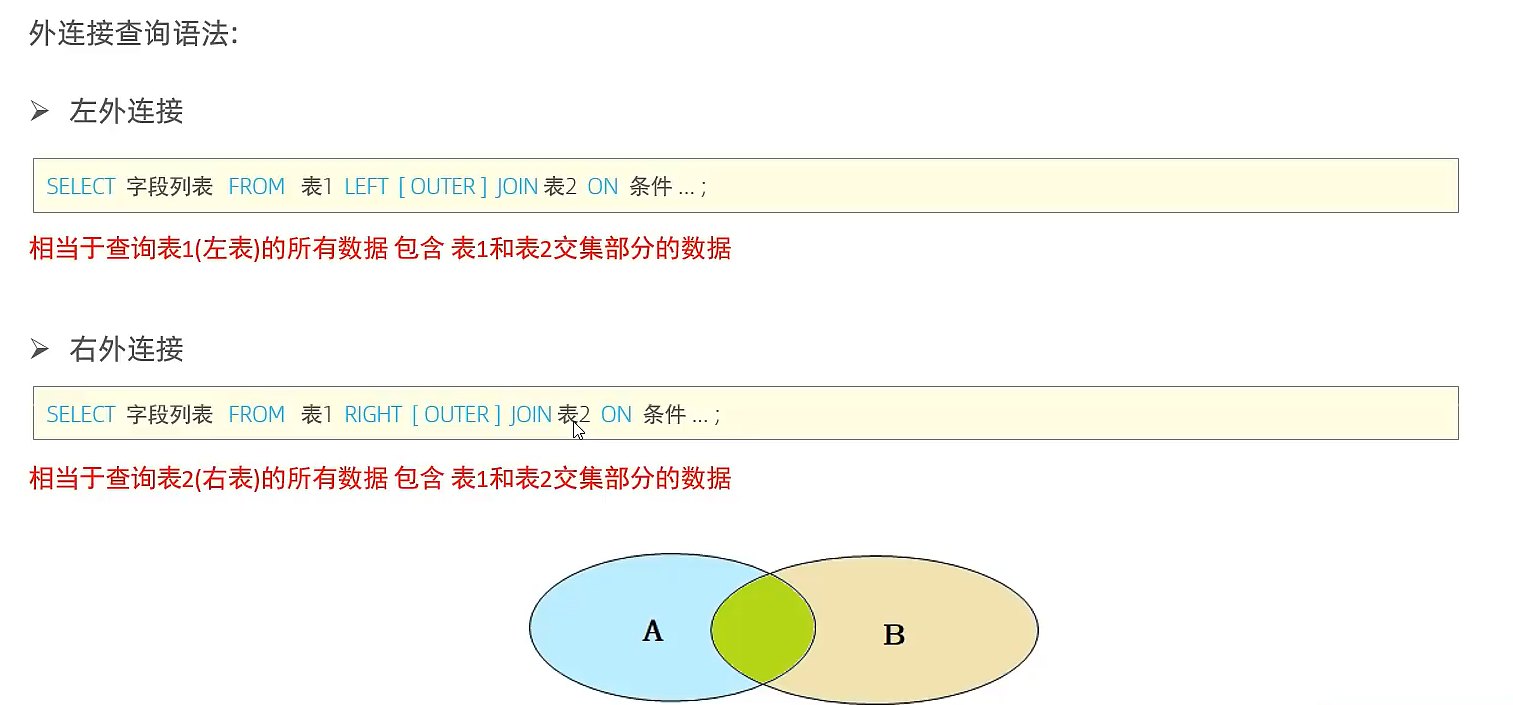 外连接查询语法:
➢ 左外连接
SELECT 字段列表 FROM 表1 LEFT [ OUTER ] JOIN 表2 ON 条件 ... ;
相当于查询表1(左表)的所有数据 包含 表1和表2交集部分的数据
➢ 右外连接
SELECT 字段列表 FROM 表1 RIGHT [ OUTER ] JOIN 表2 ON 条件 ... ;
相当于查询表2(右表)的所有数据 包含 表1和表2交集部分的数据
A B